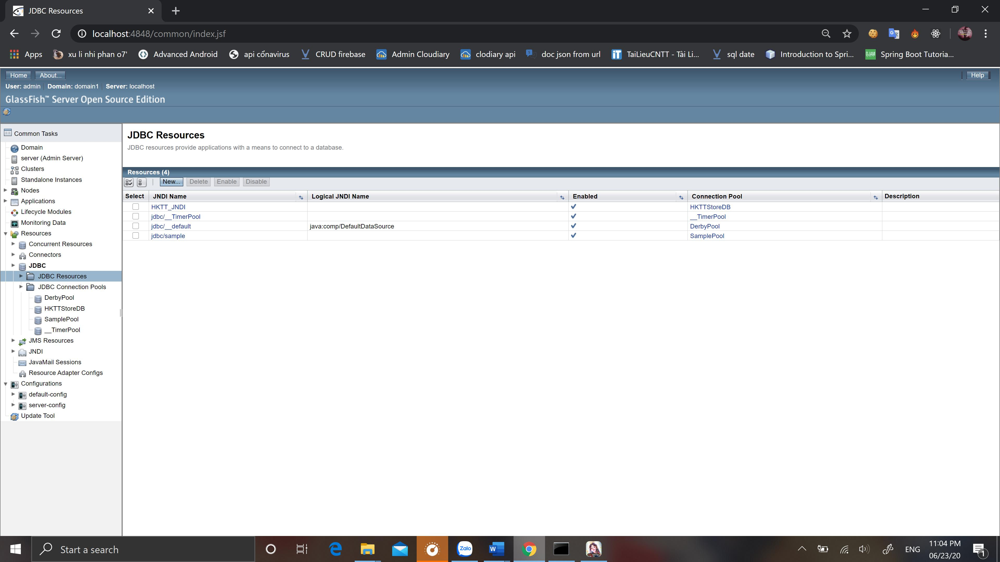 JDBC Resources
localhost:4848/common/index.jsf
Apps xu li nhi phan o7' Advanced Android api cổnavirus CRUD firebase Admin Cloudiary clodiary api doc json from url TaiLieuCNTT - Tài Li... sql date Introduction to Spri... Spring Boot Tutoria...
Home About... Help
User: admin Domain: domain1 Server: localhost
GlassFish™ Server Open Source Edition
Common Tasks
Domain
server (Admin Server)
Clusters
Standalone Instances
Nodes
Applications
Lifecycle Modules
Monitoring Data
Resources
Concurrent Resources
Connectors
JDBC
JDBC Resources
JDBC Connection Pools
DerbyPool
HKTTStoreDB
SamplePool
__TimerPool
JMS Resources
JNDI
JavaMail Sessions
Resource Adapter Configs
Configurations
default-config
server-config
Update Tool
JDBC Resources
JDBC resources provide applications with a means to connect to a database.
Resources (4)
New... Delete Enable Disable
Select JNDI Name Logical JNDI Name Enabled Connection Pool Description
HKTT_JNDI HKTTStoreDB
jdbc/__TimerPool __TimerPool
jdbc/__default java:comp/DefaultDataSource DerbyPool
jdbc/sample SamplePool
Start a search Zalo W ENG 11:04 PM
06/23/20 1